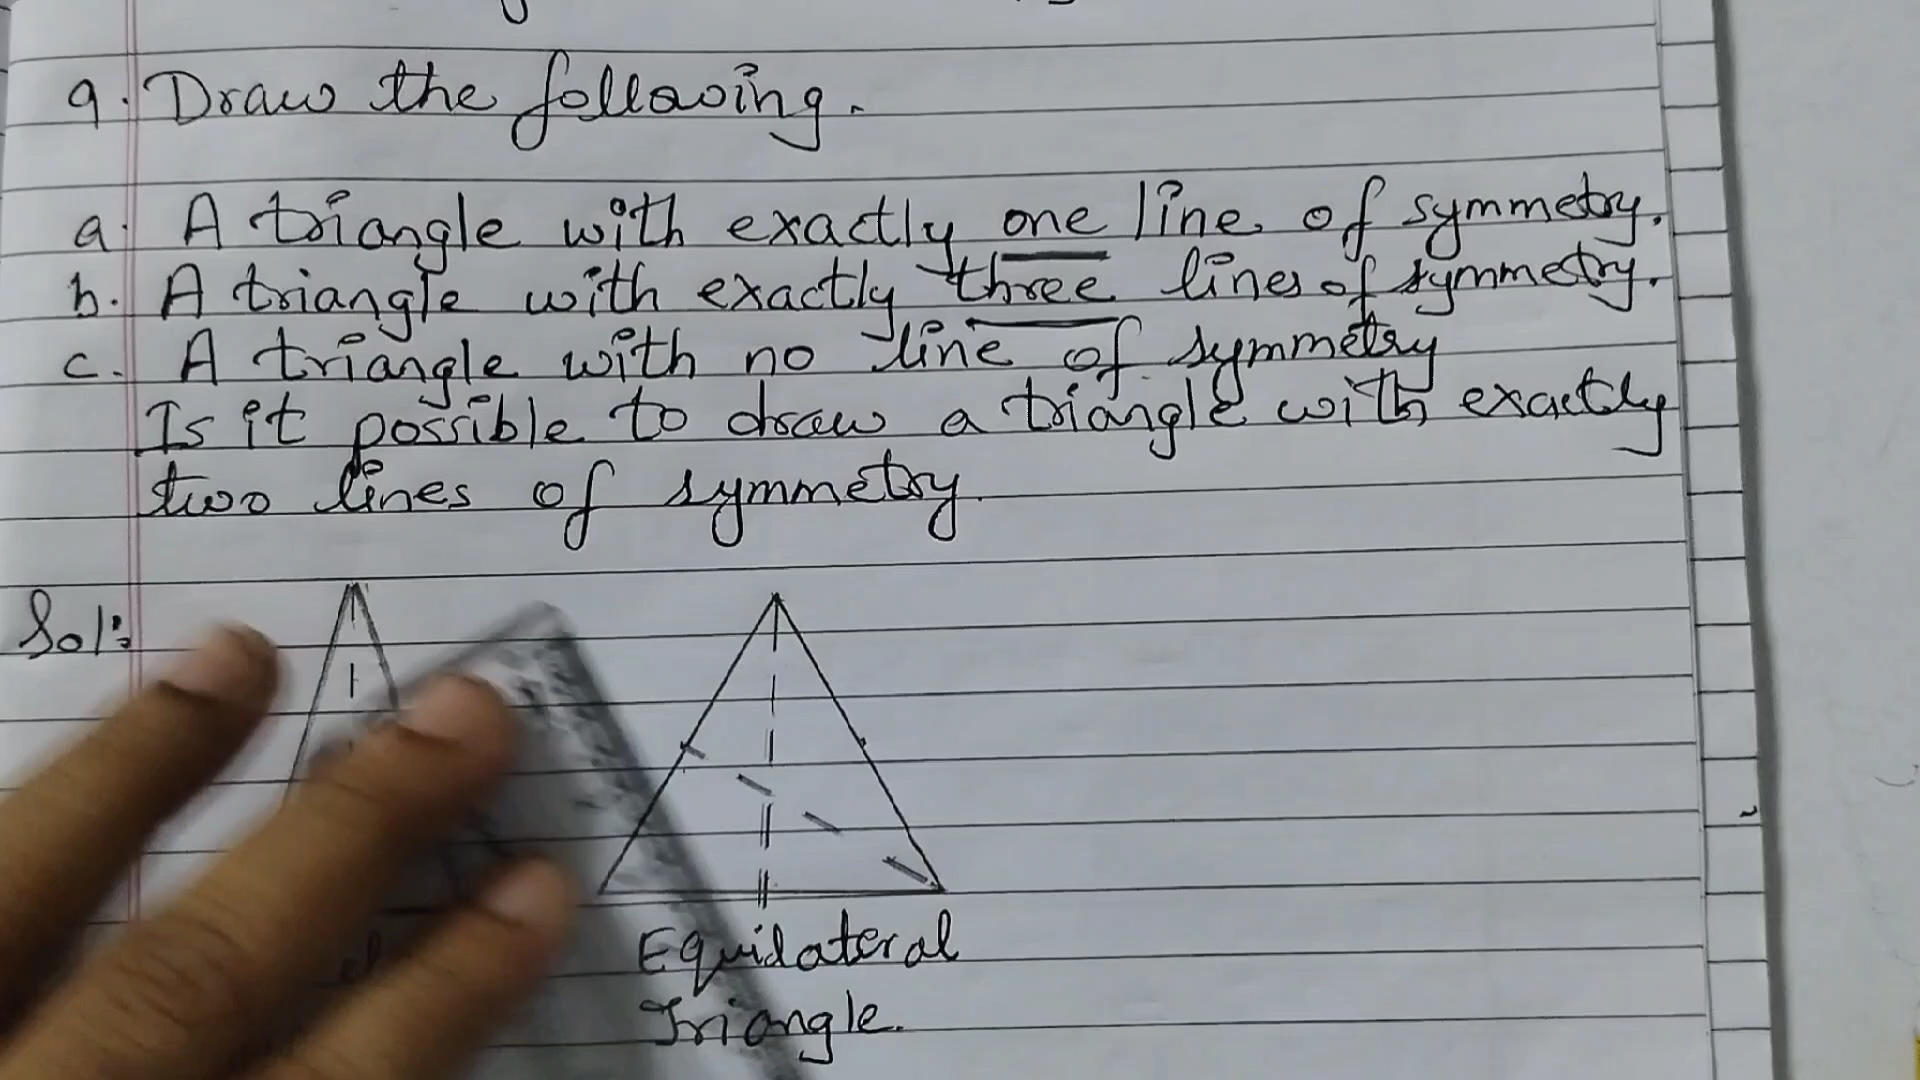 9. Draw the following.
a. A triangle with exactly one line of symmetry.
b. A triangle with exactly three lines of symmetry.
c. A triangle with no line of symmetry
Is it possible to draw a triangle with exactly
two lines of symmetry.
Sol:
Equilateral
Triangle.